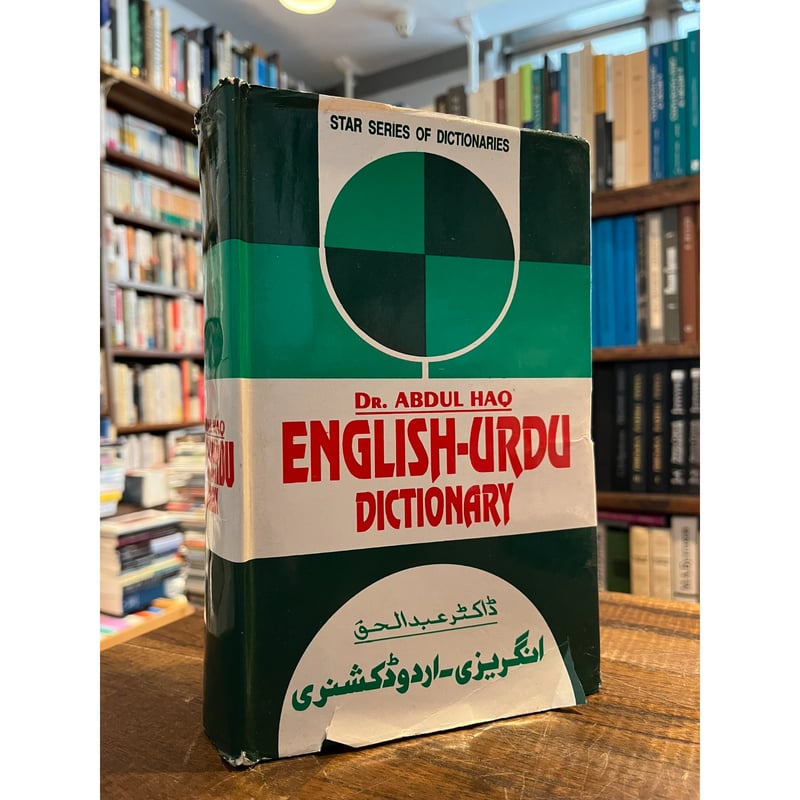 STAR SERIES OF DICTIONARIES
DR. ABDUL HAQ
ENGLISH-URDU
DICTIONARY
ڈاکٹر عبدالحق
انگریزی-اردو ڈکشنری